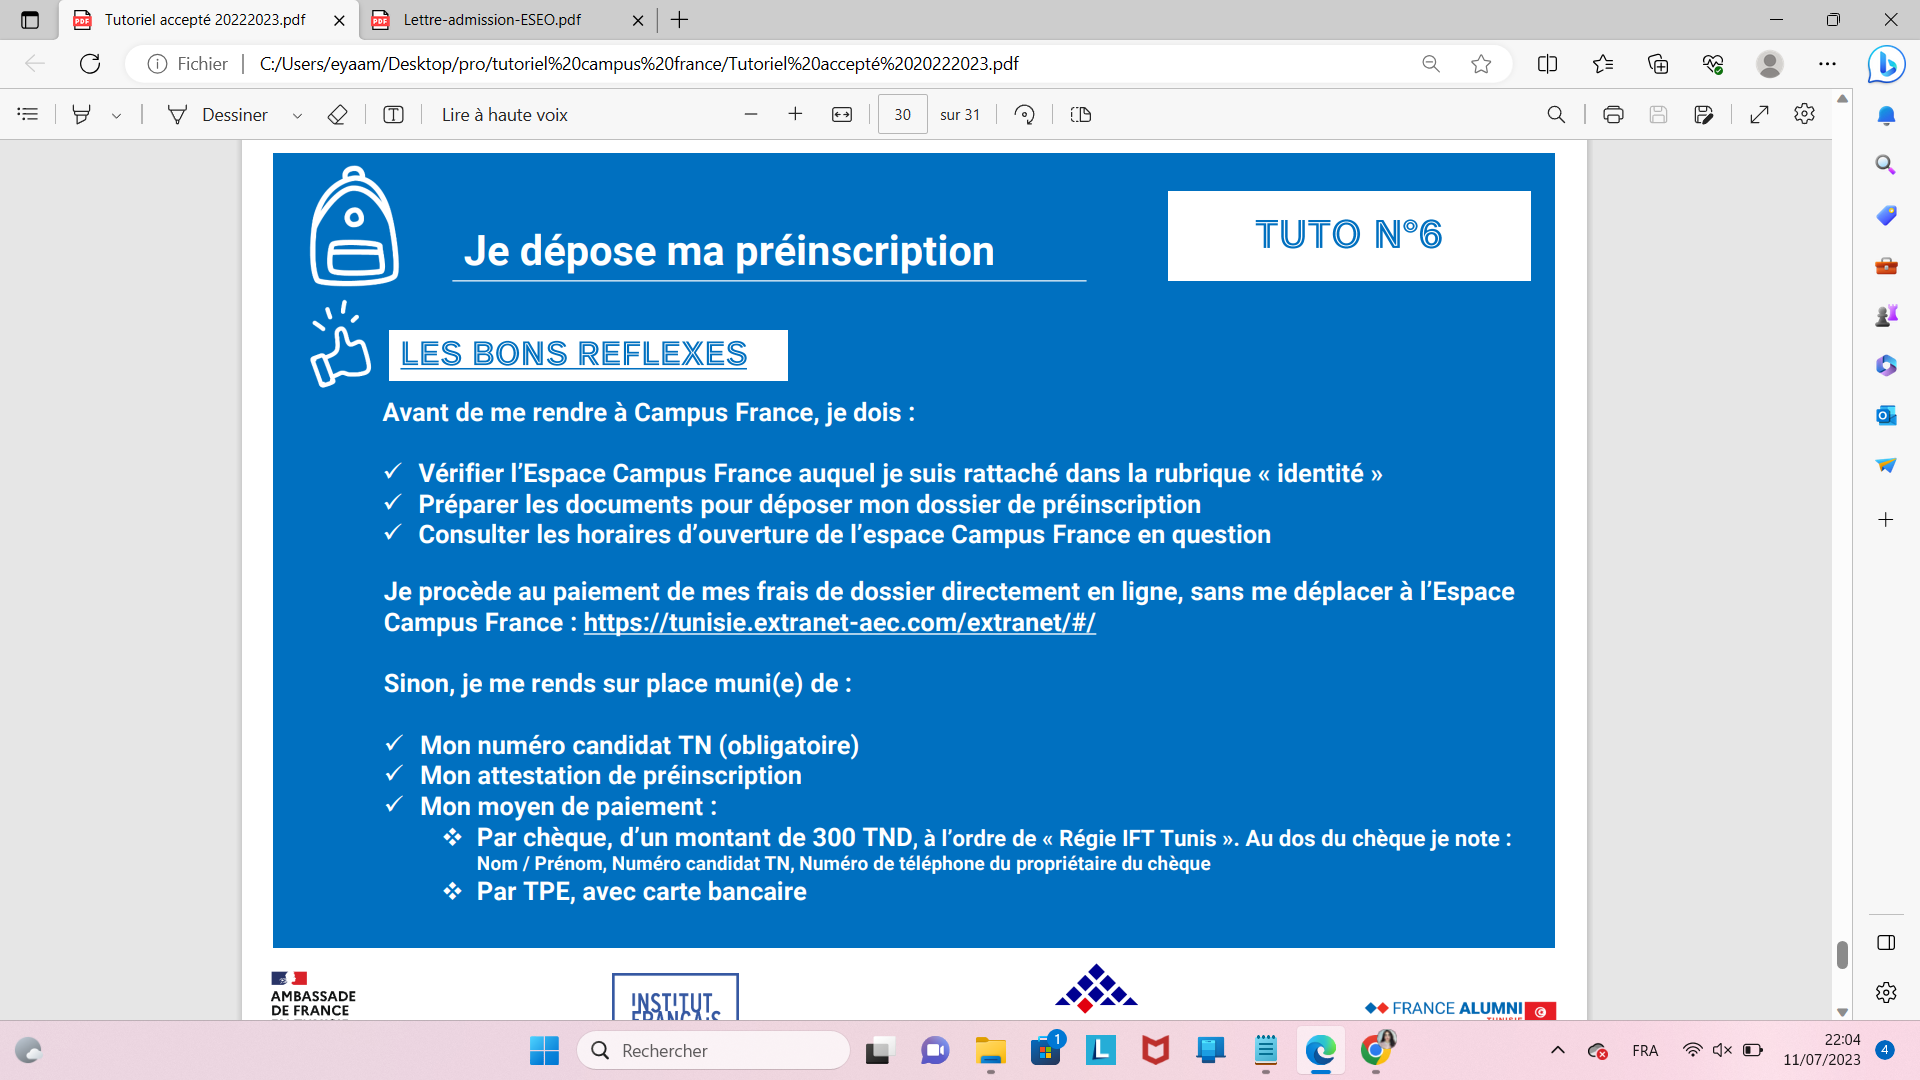 Tutoriel accepté 20222023.pdf
Lettre-admission-ESEO.pdf
Fichier
C:/Users/eyaam/Desktop/pro/tutoriel%20campus%20france/Tutoriel%20accepté%2020222023.pdf
Dessiner
Lire à haute voix
30
sur 31
Je dépose ma préinscription
TUTO N°6
LES BONS REFLEXES
Avant de me rendre à Campus France, je dois :
✓ Vérifier l'Espace Campus France auquel je suis rattaché dans la rubrique « identité »
✓ Préparer les documents pour déposer mon dossier de préinscription
✓ Consulter les horaires d'ouverture de l'espace Campus France en question
Je procède au paiement de mes frais de dossier directement en ligne, sans me déplacer à l'Espace
Campus France : https://tunisie.extranet-aec.com/extranet/#/
Sinon, je me rends sur place muni(e) de :
✓ Mon numéro candidat TN (obligatoire)
✓ Mon attestation de préinscription
✓ Mon moyen de paiement :
❖ Par chèque, d'un montant de 300 TND, à l'ordre de « Régie IFT Tunis ». Au dos du chèque je note :
Nom / Prénom, Numéro candidat TN, Numéro de téléphone du propriétaire du chèque
❖ Par TPE, avec carte bancaire
AMBASSADE
DE FRANCE
INSTITUT
FRANÇAIS
FRANCE ALUMNI
Rechercher
1
FRA
22:04
11/07/2023
4